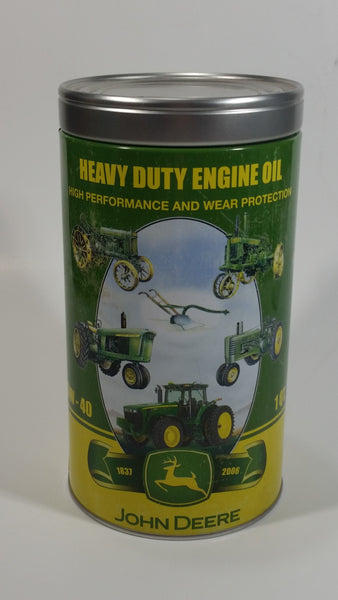 HEAVY DUTY ENGINE OIL
HIGH PERFORMANCE AND WEAR PROTECTION
- 40
1837
2006
JOHN DEERE